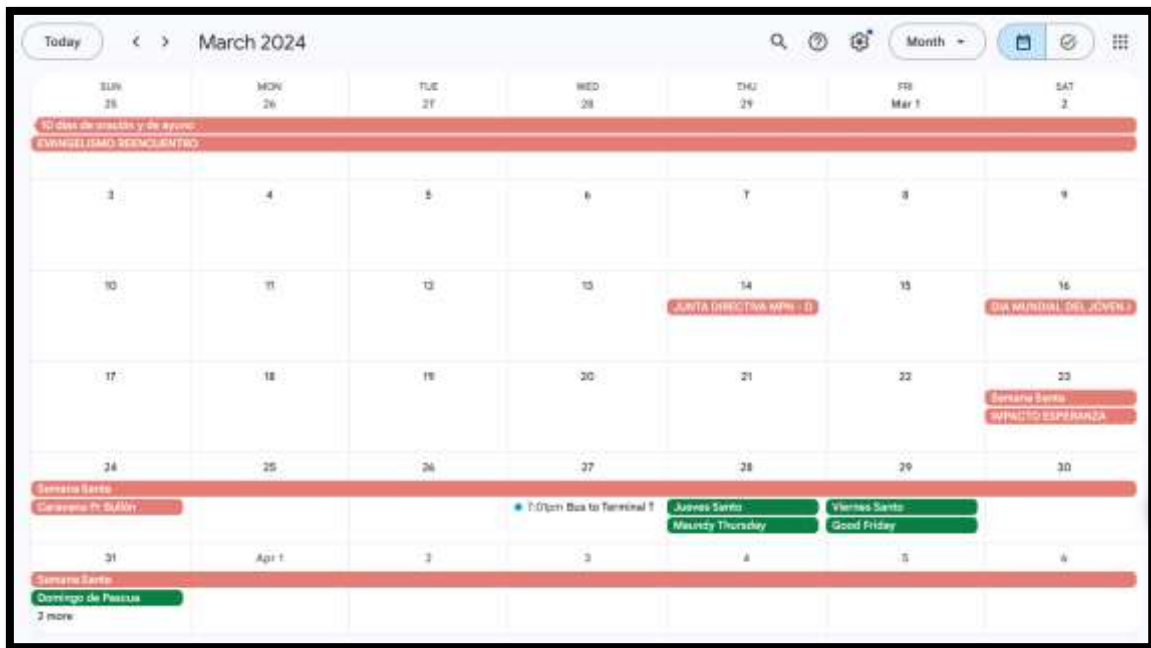 Today March 2024 Month
SUN MON TUE WED THU FRI SAT
25 26 27 28 29 Mar 1 2
10 días de oración y de ayuno
EVANGELISMO REENCUENTRO
3 4 5 6 7 8 9
10 11 12 13 14 15 16
JUNTA DIRECTIVA MPN - D DIA MUNDIAL DEL JÓVEN
17 18 19 20 21 22 23
Semana Santa
IMPACTO ESPERANZA
24 25 26 27 28 29 30
Semana Santa
Caravana Pr Bullón 7:01pm Bus to Terminal Jueves Santo Viernes Santo
Maundy Thursday Good Friday
31 Apr 1 2 3 4 5 6
Semana Santa
Domingo de Pascua